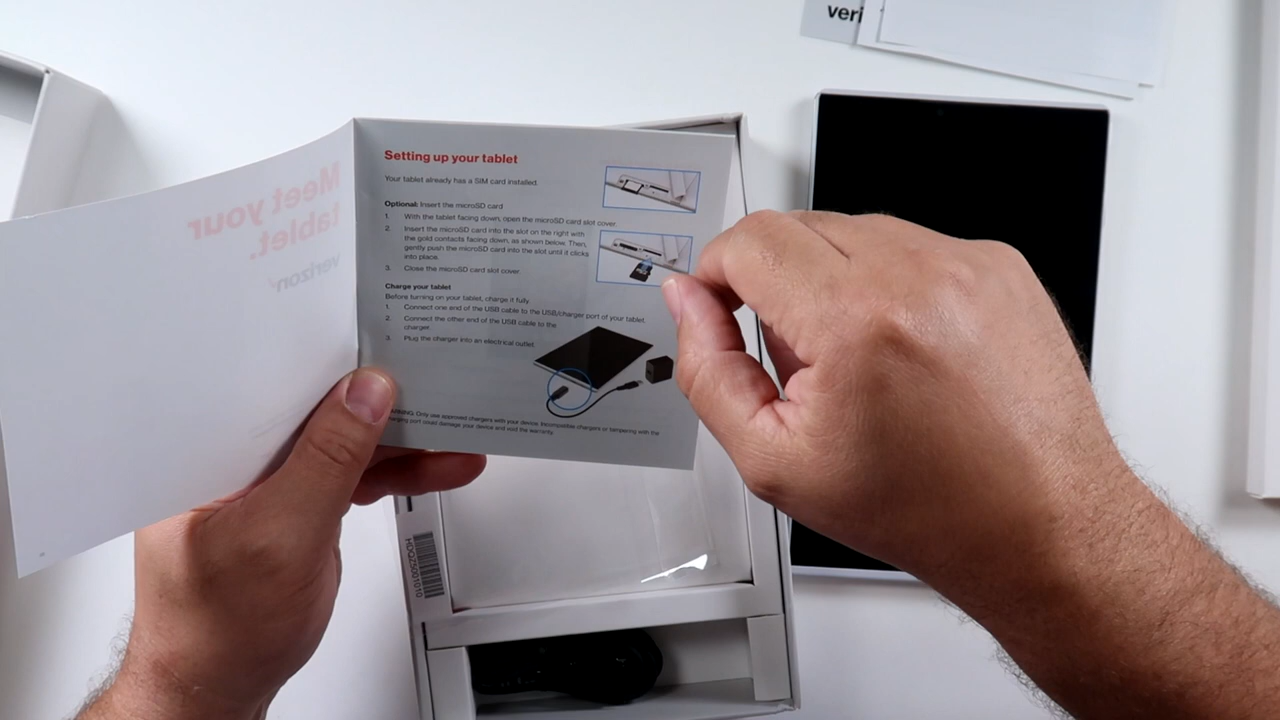 veri
Meet your
tablet.
verizon
Setting up your tablet
Your tablet already has a SIM card installed.
Optional: Insert the microSD card
1. With the tablet facing down, open the microSD card slot cover.
2. Insert the microSD card into the slot on the right with
the gold contacts facing down, as shown below. Then,
gently push the microSD card into the slot until it clicks
into place.
3. Close the microSD card slot cover.
Charge your tablet
Before turning on your tablet, charge it fully.
1. Connect one end of the USB cable to the USB/charger port of your tablet.
2. Connect the other end of the USB cable to the
charger.
3. Plug the charger into an electrical outlet.
WARNING: Only use approved chargers with your device. Incompatible chargers or tampering with the
charging port could damage your device and void the warranty.
HDQZ5001010